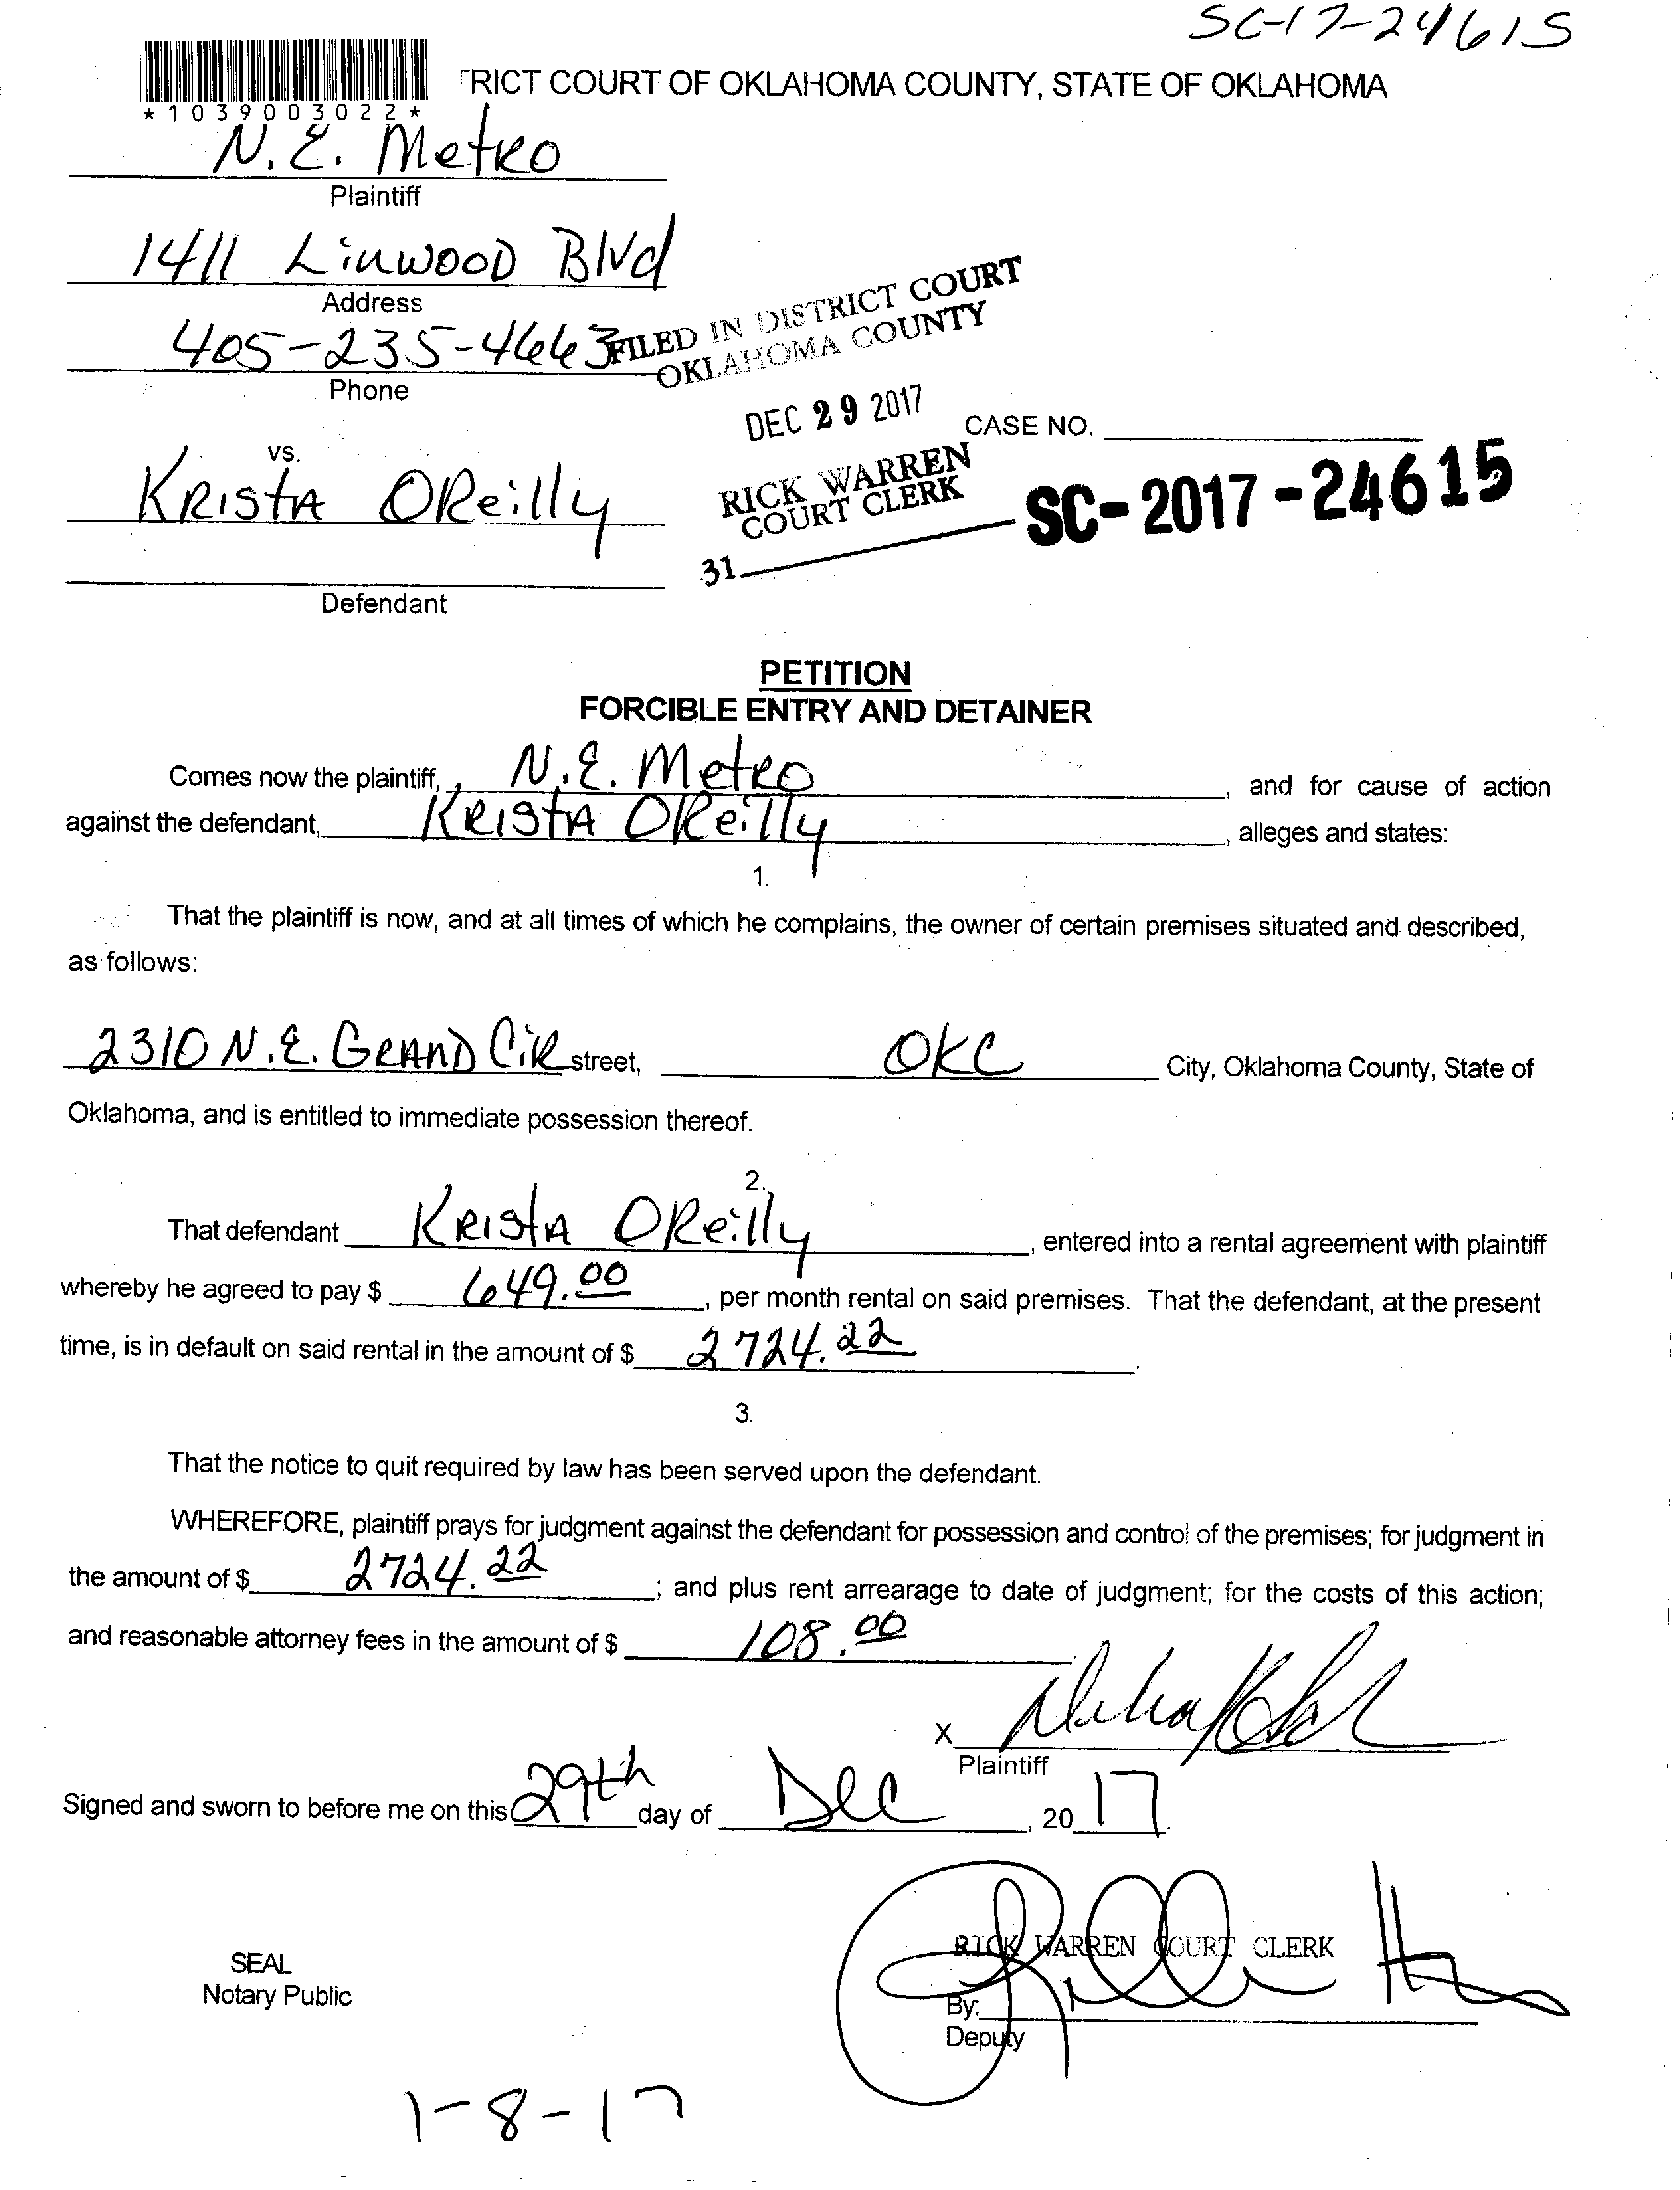 SC-17-24615
TRICT COURT OF OKLAHOMA COUNTY, STATE OF OKLAHOMA
*1039003022*
N.E. Metro
Plaintiff
1411 Linwood Blvd
Address
405-235-4663
Phone
FILED IN DISTRICT COURT
OKLAHOMA COUNTY
DEC 29 2017
RICK WARREN
COURT CLERK
31
CASE NO.
SC-2017-24615
vs.
KRistA OReilly
Defendant
PETITION
FORCIBLE ENTRY AND DETAINER
Comes now the plaintiff, N.E. Metro, and for cause of action
against the defendant, KRistA OReilly, alleges and states:
1.
That the plaintiff is now, and at all times of which he complains, the owner of certain premises situated and described,
as follows:
2310 N.E. GRAND CiR street, OKC City, Oklahoma County, State of
Oklahoma, and is entitled to immediate possession thereof.
2.
That defendant KRistA OReilly, entered into a rental agreement with plaintiff
whereby he agreed to pay $ 649.00, per month rental on said premises. That the defendant, at the present
time, is in default on said rental in the amount of $ 2724.22.
3.
That the notice to quit required by law has been served upon the defendant.
WHEREFORE, plaintiff prays for judgment against the defendant for possession and control of the premises; for judgment in
the amount of $ 2724.22; and plus rent arrearage to date of judgment; for the costs of this action;
and reasonable attorney fees in the amount of $ 108.00
X
Plaintiff
Signed and sworn to before me on this 29th day of Dec, 20 17.
RICK WARREN COURT CLERK
SEAL
Notary Public
By:
Deputy
1-8-17